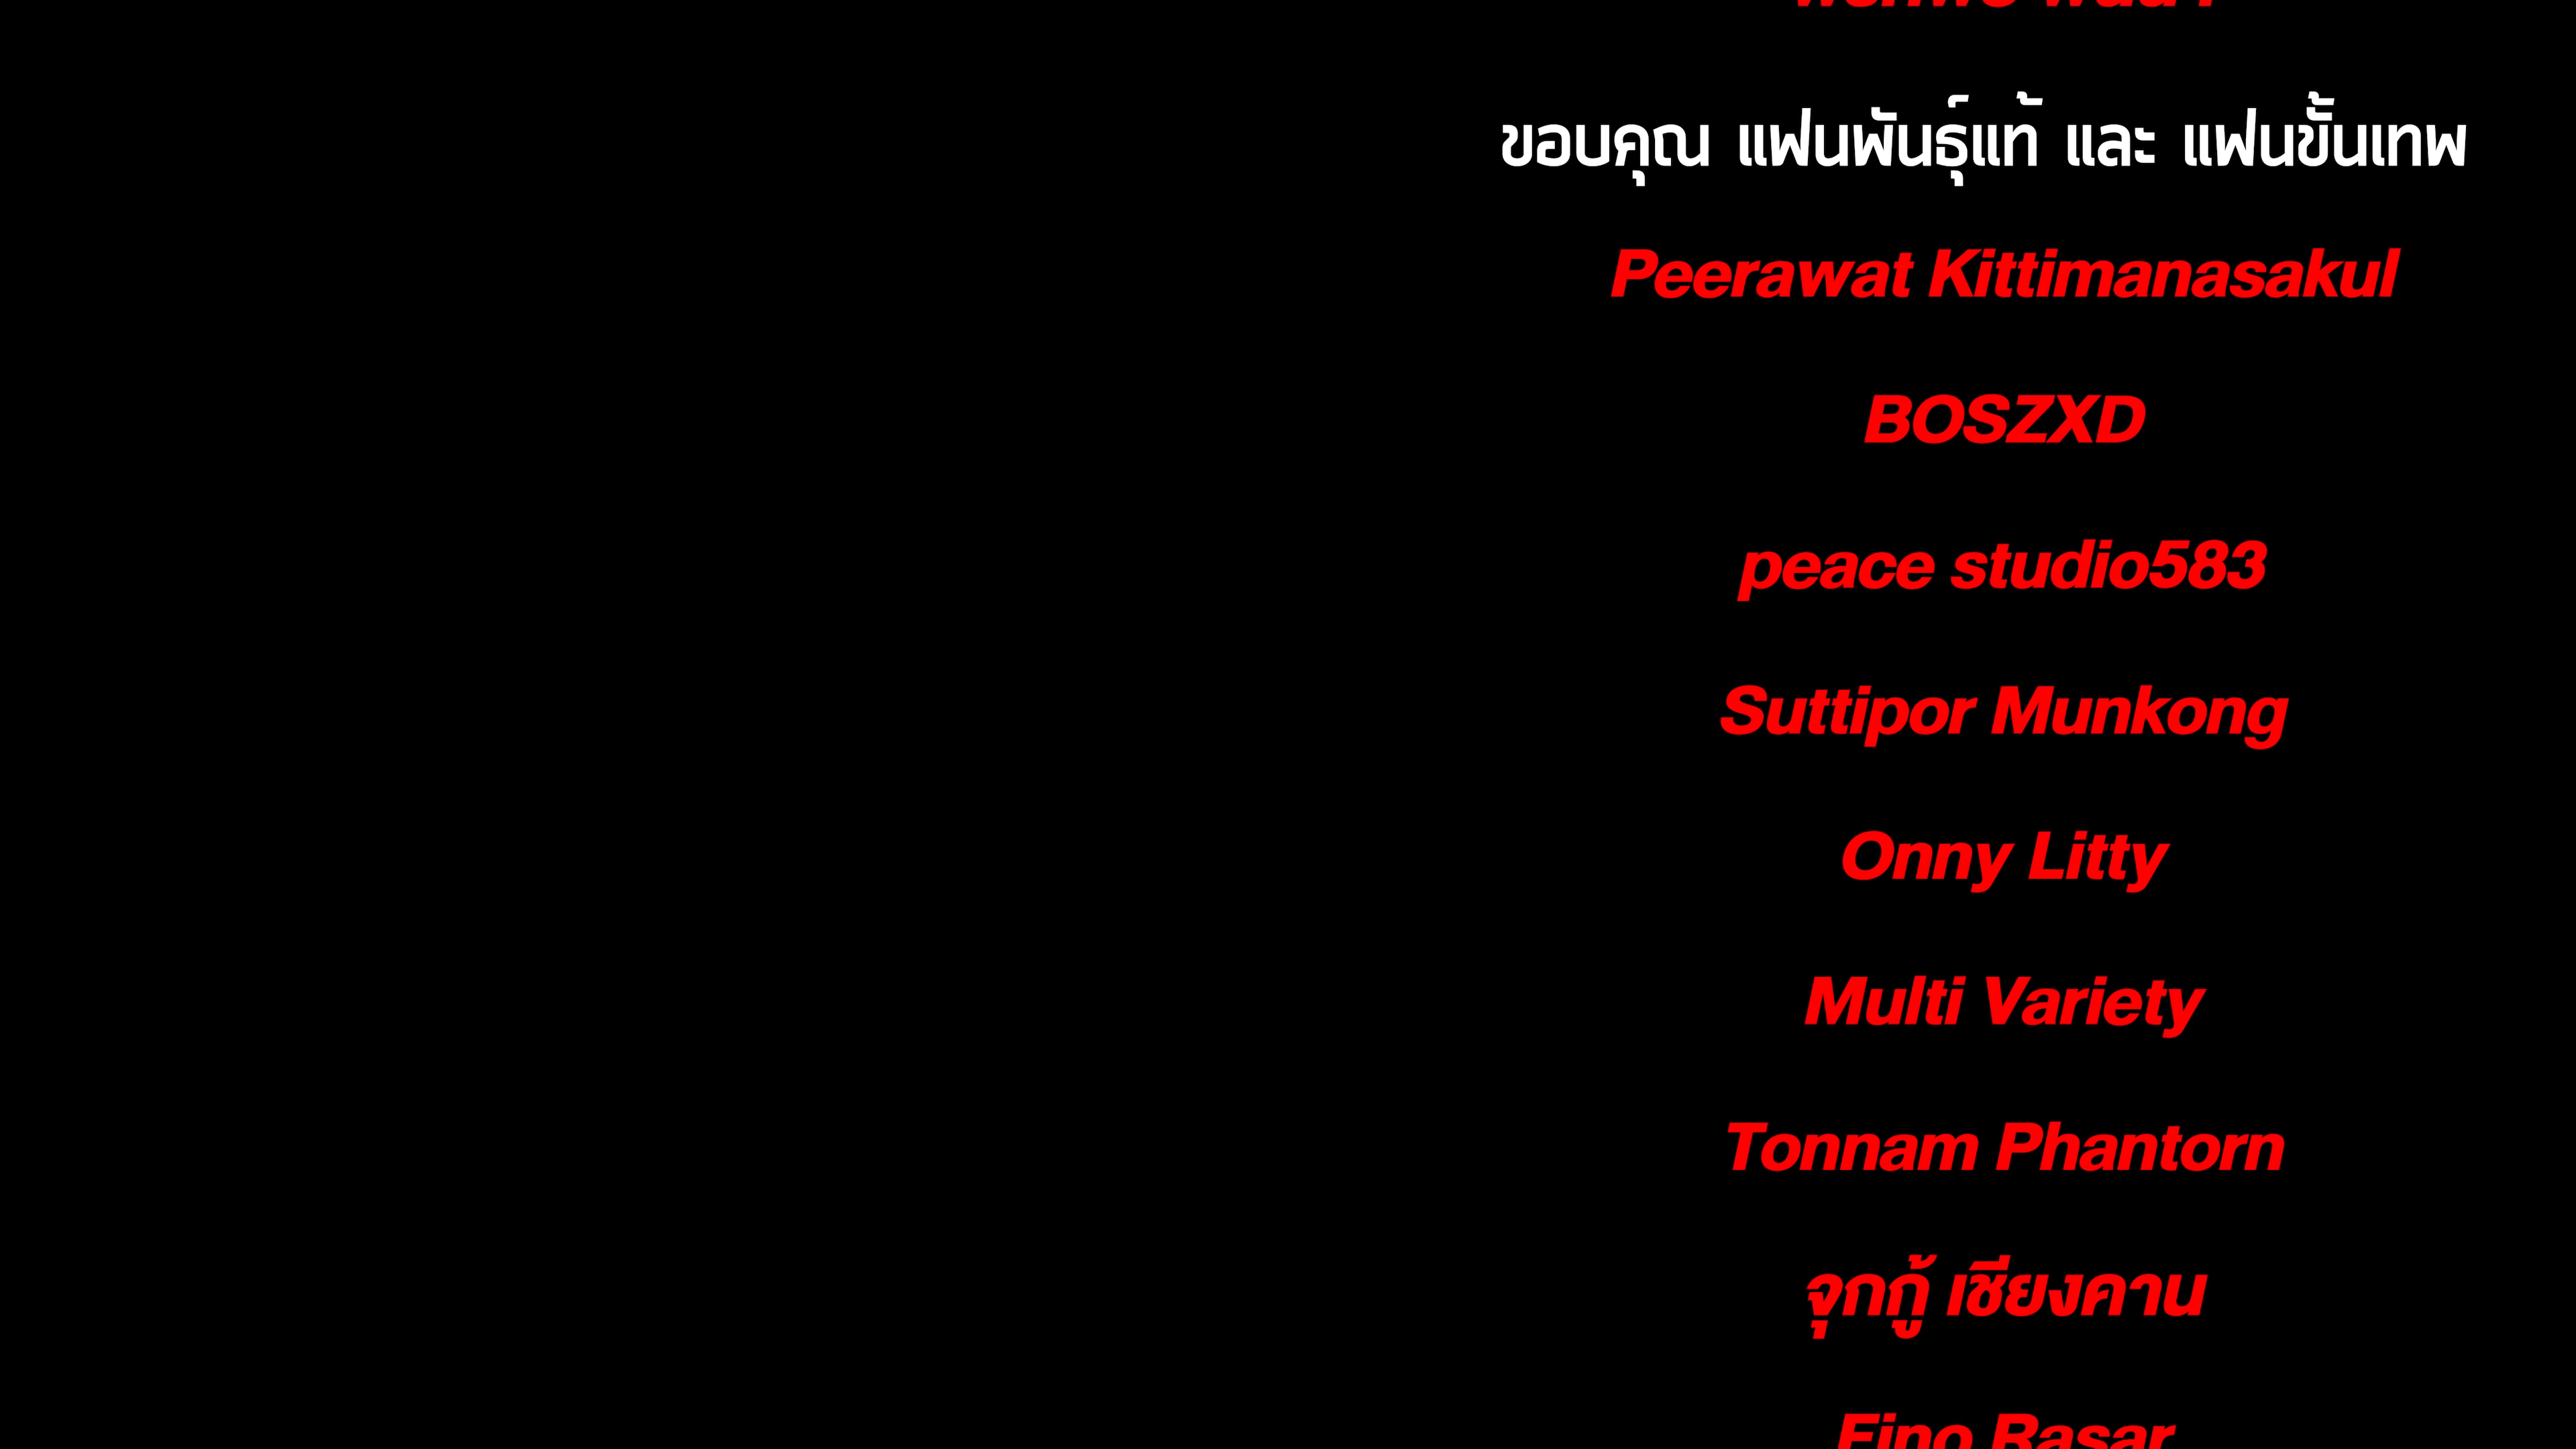 ขอบคุณ แฟนพันธุ์แท้ และ แฟนขั้นเทพ
Peerawat Kittimanasakul
BOSZXD
peace studio583
Suttipor Munkong
Onny Litty
Multi Variety
Tonnam Phantorn
จุกกู้ เชียงคาน
Fino Rasar